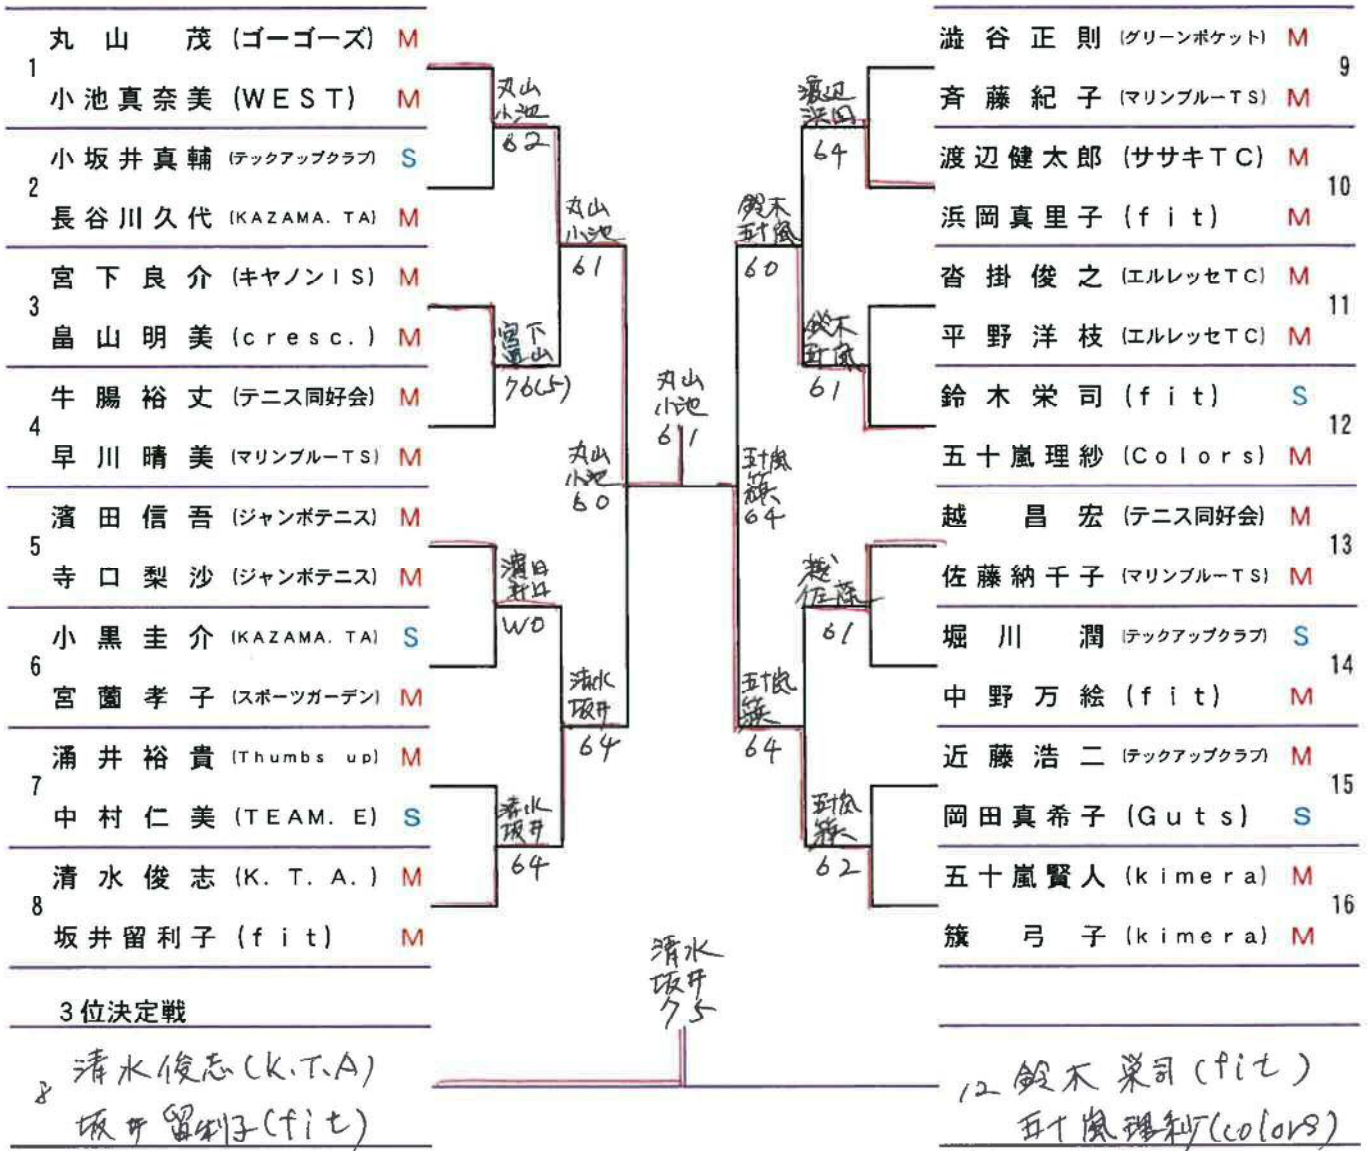 1
丸山 茂 (ゴーゴーズ) M
小池真奈美 (WEST) M
2
小坂井真輔 (テックアップクラブ) S
長谷川久代 (KAZAMA. TA) M
3
宮下良介 (キヤノンIS) M
畠山明美 (cresc.) M
4
牛腸裕丈 (テニス同好会) M
早川晴美 (マリンブルーTS) M
5
濱田信吾 (ジャンボテニス) M
寺口梨沙 (ジャンボテニス) M
6
小黒圭介 (KAZAMA. TA) S
宮薗孝子 (スポーツガーデン) M
7
涌井裕貴 (Thumbs up) M
中村仁美 (TEAM. E) S
8
清水俊志 (K. T. A.) M
坂井留利子 (fit) M
丸山
小池
62
宮下
畠山
76(5)
濱田
寺口
W0
清水
坂井
64
丸山
小池
61
清水
坂井
64
丸山
小池
60
丸山
小池
61
五十嵐
簱
64
鈴木
五十嵐
60
五十嵐
簱
64
渡辺
浜岡
64
鈴木
五十嵐
61
越
佐藤
61
五十嵐
簱
62
澁谷正則 (グリーンポケット) M
斉藤紀子 (マリンブルーTS) M
9
渡辺健太郎 (ササキTC) M
浜岡真里子 (fit) M
10
沓掛俊之 (エルレッセTC) M
平野洋枝 (エルレッセTC) M
11
鈴木栄司 (fit) S
五十嵐理紗 (Colors) M
12
越 昌宏 (テニス同好会) M
佐藤納千子 (マリンブルーTS) M
13
堀川 潤 (テックアップクラブ) S
中野万絵 (fit) M
14
近藤浩二 (テックアップクラブ) M
岡田真希子 (Guts) S
15
五十嵐賢人 (kimera) M
簱 弓子 (kimera) M
16
3位決定戦
8 清水俊志(K.T.A)
坂井留利子(fit)
清水
坂井
75
12 鈴木栄司(fit)
五十嵐理紗(colors)